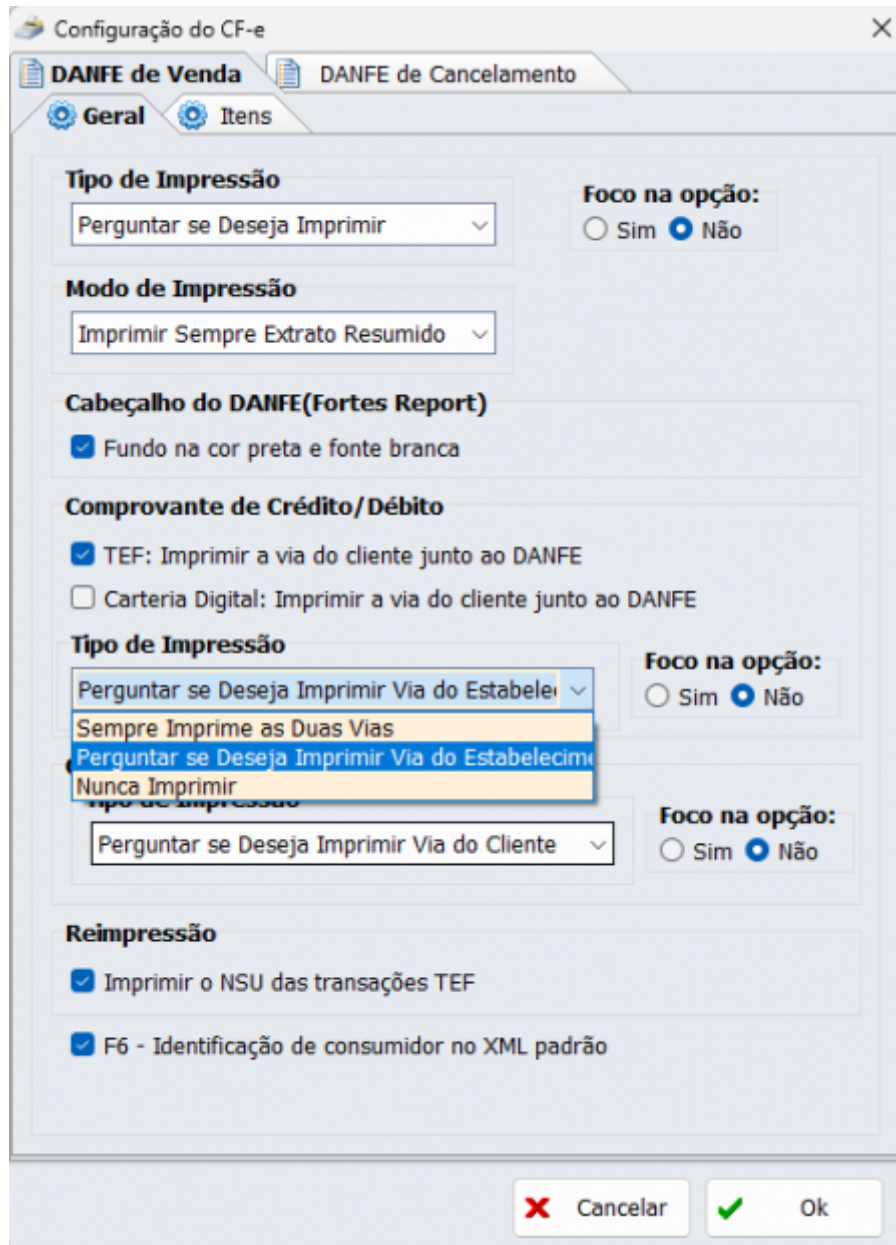 Configuração do CF-e
DANFE de Venda
DANFE de Cancelamento
Geral
Itens
Tipo de Impressão
Perguntar se Deseja Imprimir
Foco na opção:
Sim
Não
Modo de Impressão
Imprimir Sempre Extrato Resumido
Cabeçalho do DANFE(Fortes Report)
Fundo na cor preta e fonte branca
Comprovante de Crédito/Débito
TEF: Imprimir a via do cliente junto ao DANFE
Carteria Digital: Imprimir a via do cliente junto ao DANFE
Tipo de Impressão
Perguntar se Deseja Imprimir Via do Estabele
Foco na opção:
Sim
Não
Sempre Imprime as Duas Vias
Perguntar se Deseja Imprimir Via do Estabelecime
Nunca Imprimir
Tipo de Impressão
Perguntar se Deseja Imprimir Via do Cliente
Foco na opção:
Sim
Não
Reimpressão
Imprimir o NSU das transações TEF
F6 - Identificação de consumidor no XML padrão
Cancelar
Ok